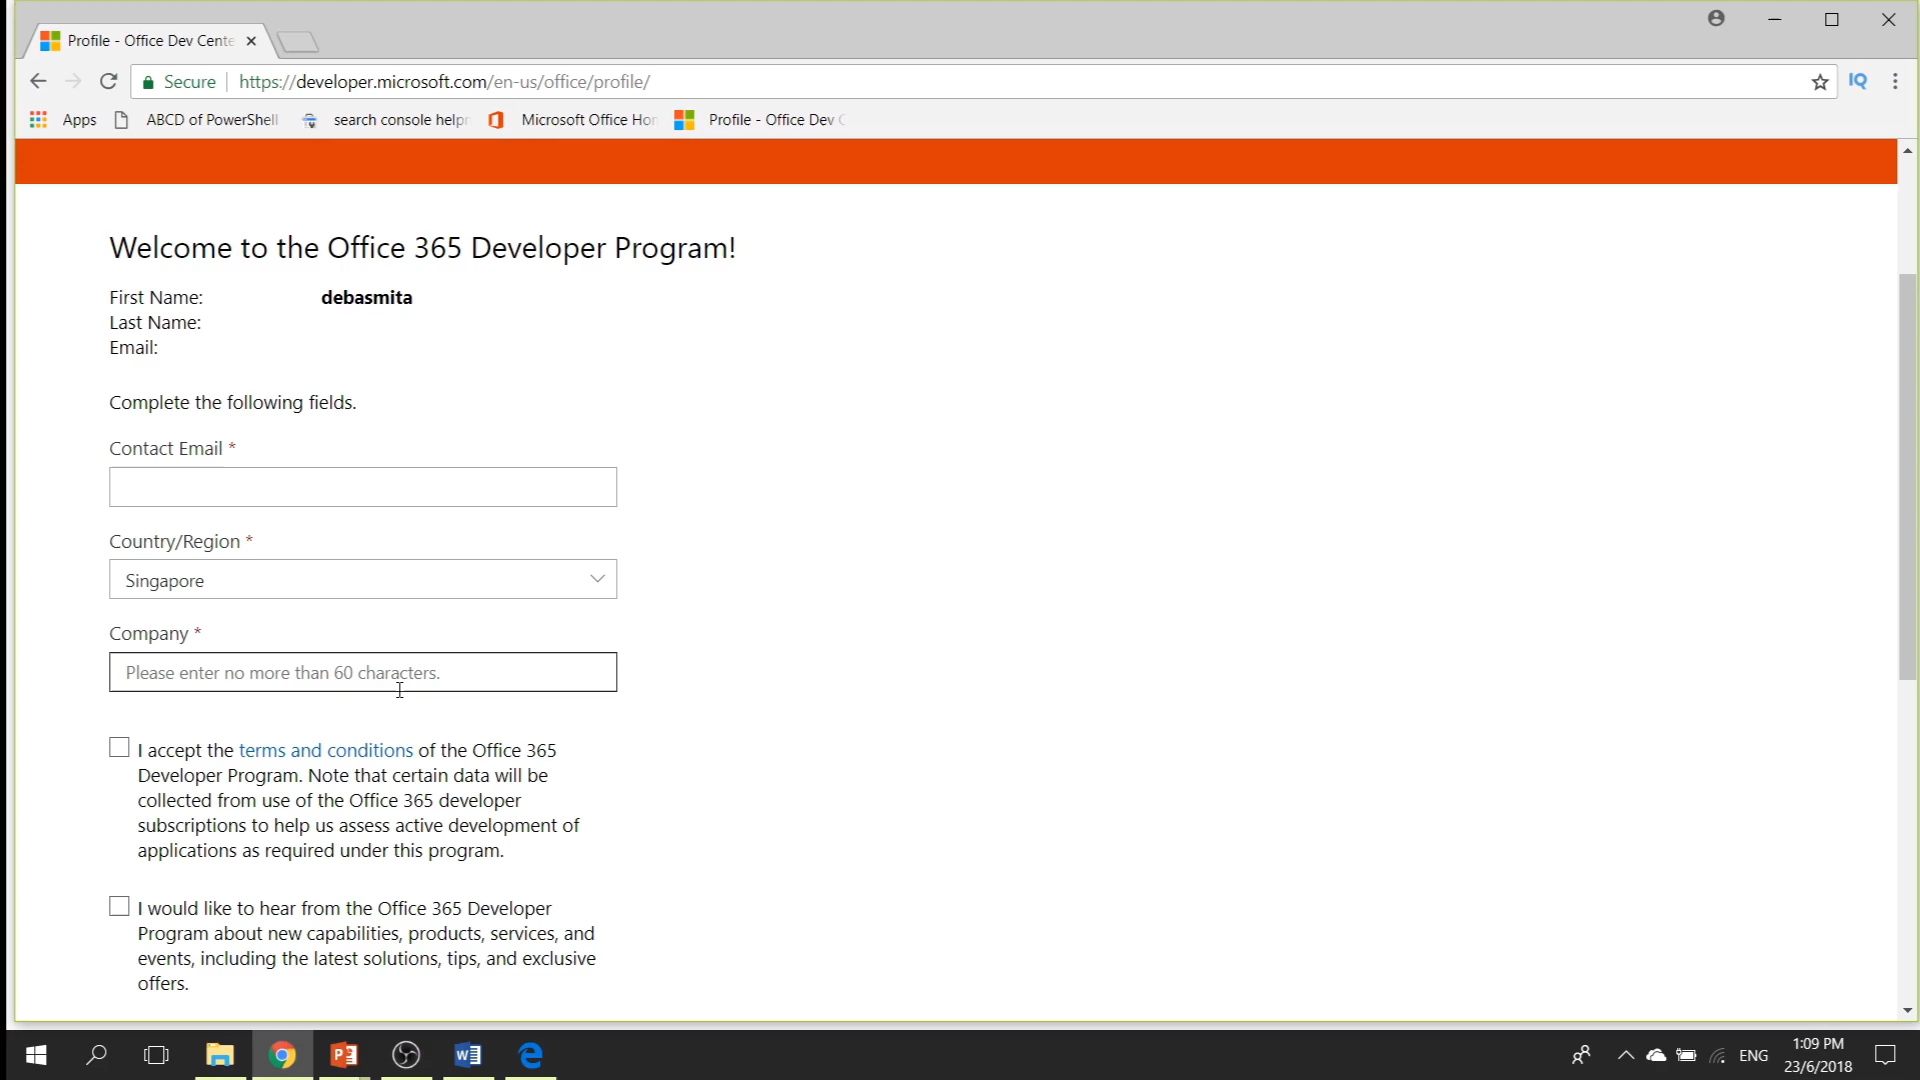 Profile - Office Dev Cente
Secure https://developer.microsoft.com/en-us/office/profile/
IQ
Apps ABCD of PowerShell search console help Microsoft Office Hor Profile - Office Dev C
Welcome to the Office 365 Developer Program!
First Name: debasmita
Last Name:
Email:
Complete the following fields.
Contact Email *
Country/Region *
Singapore
Company *
Please enter no more than 60 characters.
I accept the terms and conditions of the Office 365
Developer Program. Note that certain data will be
collected from use of the Office 365 developer
subscriptions to help us assess active development of
applications as required under this program.
I would like to hear from the Office 365 Developer
Program about new capabilities, products, services, and
events, including the latest solutions, tips, and exclusive
offers.
ENG
1:09 PM
23/6/2018